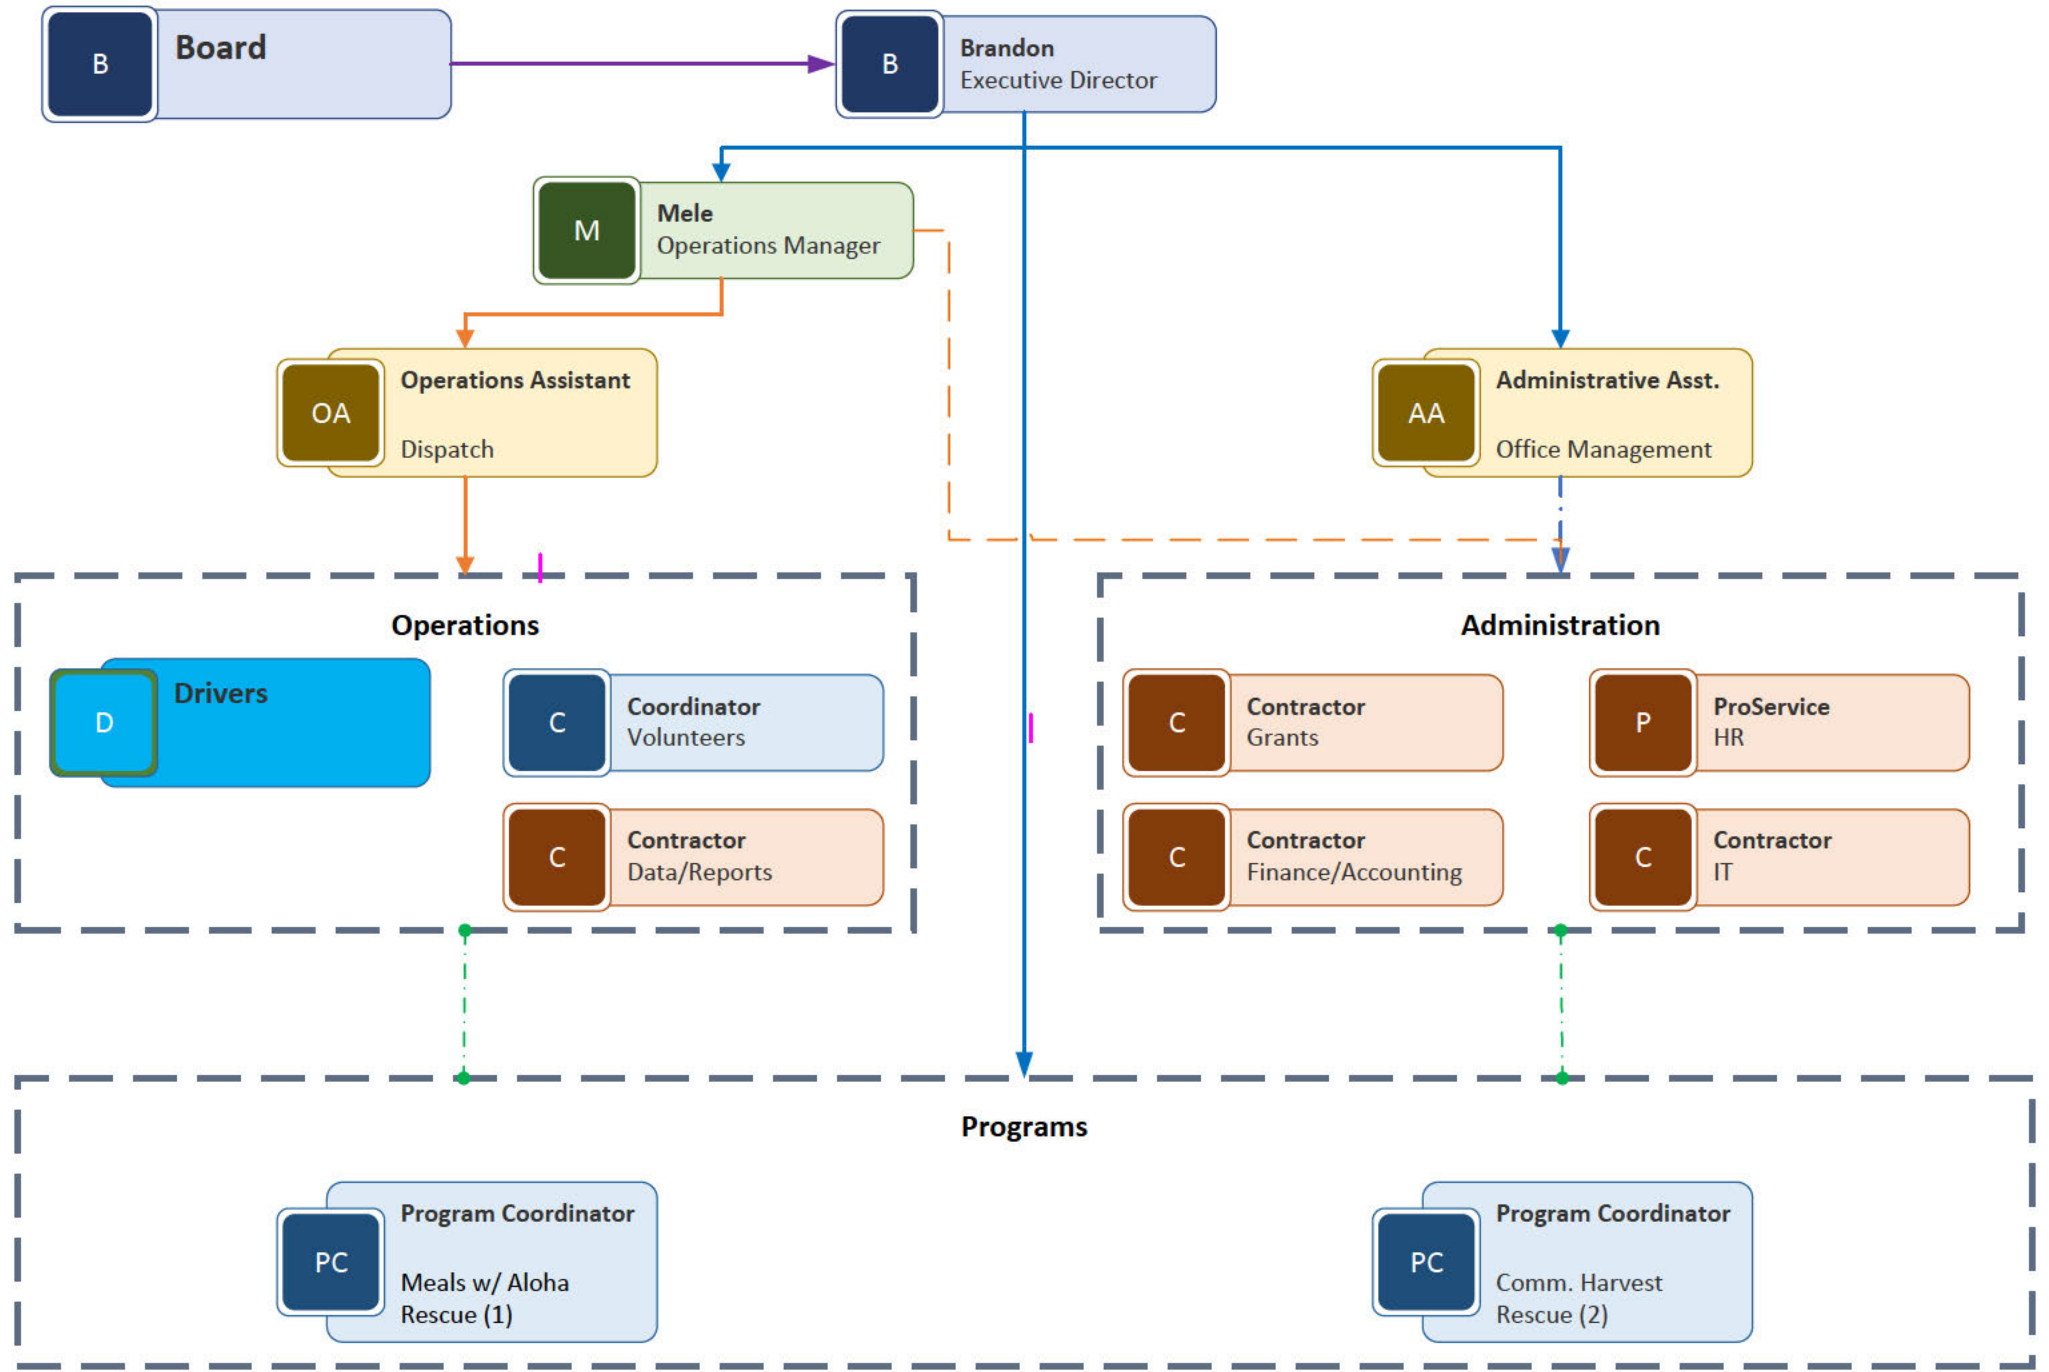 B
Board
B
Brandon
Executive Director
M
Mele
Operations Manager
OA
Operations Assistant
Dispatch
AA
Administrative Asst.
Office Management
Operations
D
Drivers
C
Coordinator
Volunteers
C
Contractor
Data/Reports
Administration
C
Contractor
Grants
P
ProService
HR
C
Contractor
Finance/Accounting
C
Contractor
IT
Programs
PC
Program Coordinator
Meals w/ Aloha
Rescue (1)
PC
Program Coordinator
Comm. Harvest
Rescue (2)